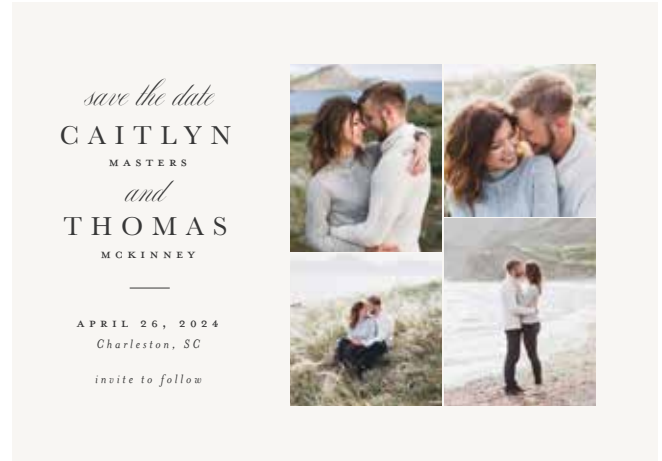 save the date
CAITLYN
MASTERS
and
THOMAS
MCKINNEY
APRIL 26, 2024
Charleston, SC
invite to follow